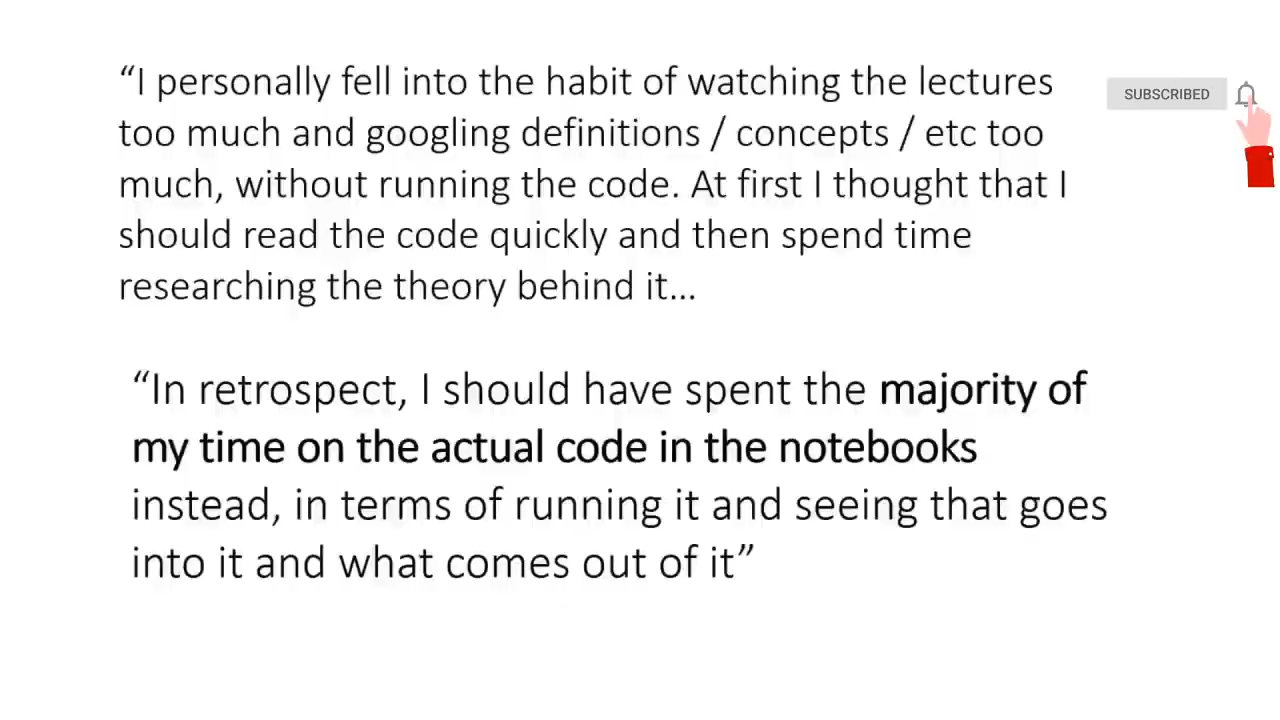 “I personally fell into the habit of watching the lectures
too much and googling definitions / concepts / etc too
much, without running the code. At first I thought that I
should read the code quickly and then spend time
researching the theory behind it…
SUBSCRIBED
“In retrospect, I should have spent the majority of
my time on the actual code in the notebooks
instead, in terms of running it and seeing that goes
into it and what comes out of it”